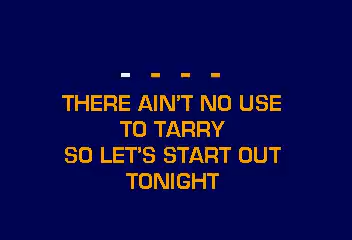 - - - -
THERE AIN'T NO USE
TO TARRY
SO LET'S START OUT
TONIGHT